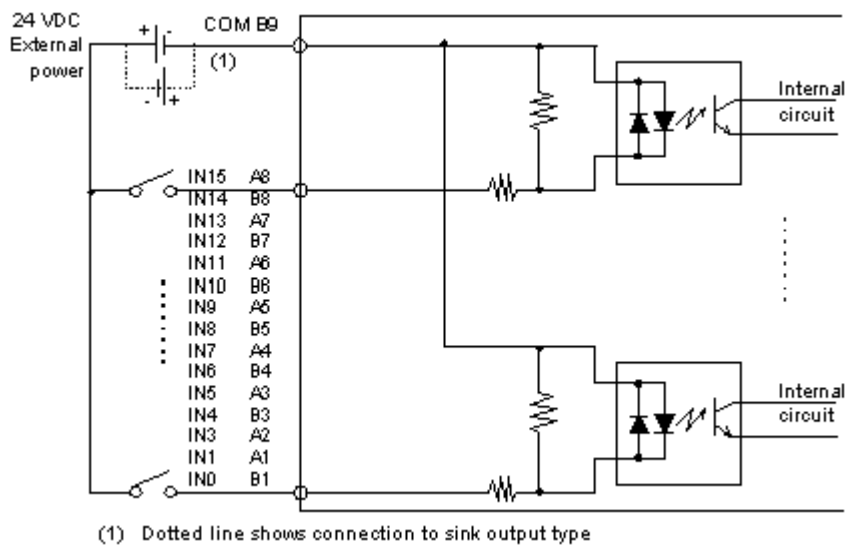 24 VDC
External
power
+ -
- +
COM B9
(1)
Internal
circuit
IN15 A8
IN14 B8
IN13 A7
IN12 B7
IN11 A6
IN10 B6
IN9 A5
IN8 B5
IN7 A4
IN6 B4
IN5 A3
IN4 B3
IN3 A2
IN1 A1
IN0 B1
Internal
circuit
(1) Dotted line shows connection to sink output type